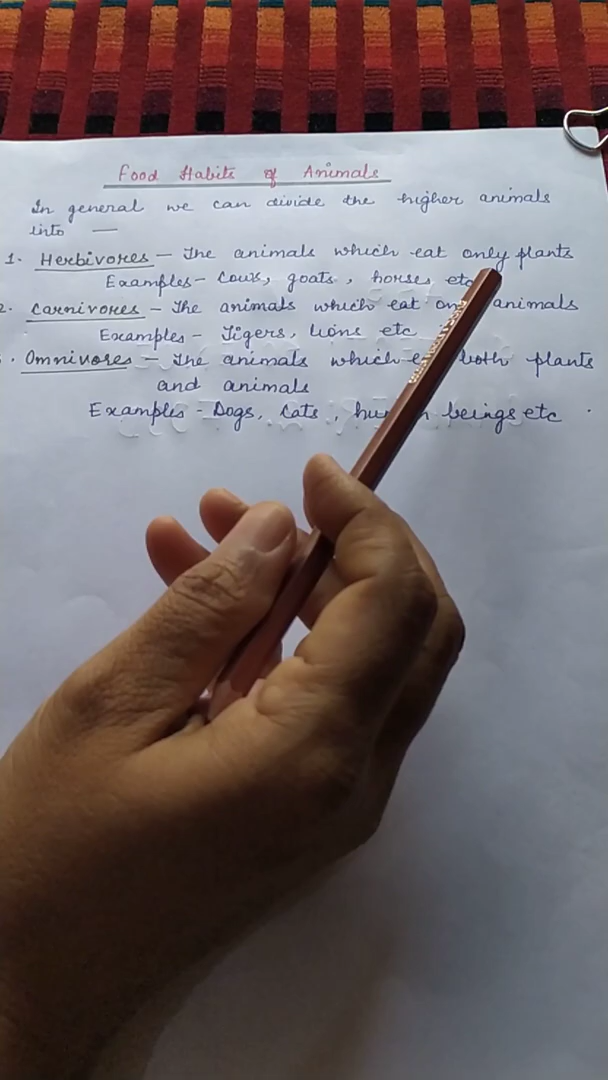 Food Habits of Animals
In general we can divide the higher animals
into —
1. Herbivores — The animals which eat only plants
Examples - Cows, goats, horses etc
2. Carnivores — The animals which eat animals
Examples - Tigers, lions etc
. Omnivores — The animals which both plants
and animals
Examples - Dogs, Cats, beings etc